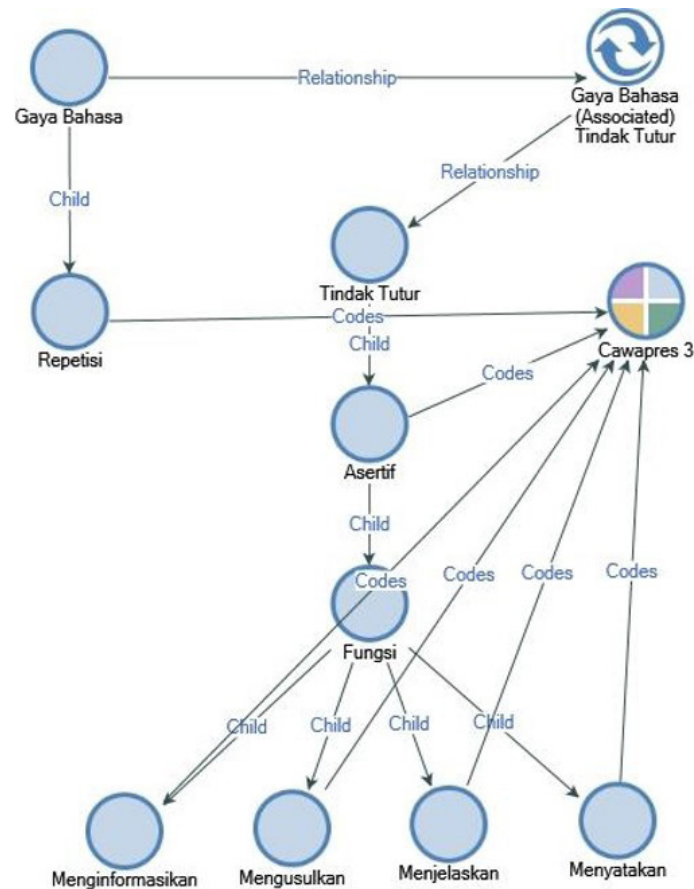 Relationship
Gaya Bahasa
Gaya Bahasa
(Associated)
Tindak Tutur
Relationship
Child
Tindak Tutur
Codes
Repetisi
Child
Cawapres 3
Codes
Asertif
Child
Codes
Codes
Codes
Codes
Fungsi
Child
Child
Child
Child
Menginformasikan
Mengusulkan
Menjelaskan
Menyatakan